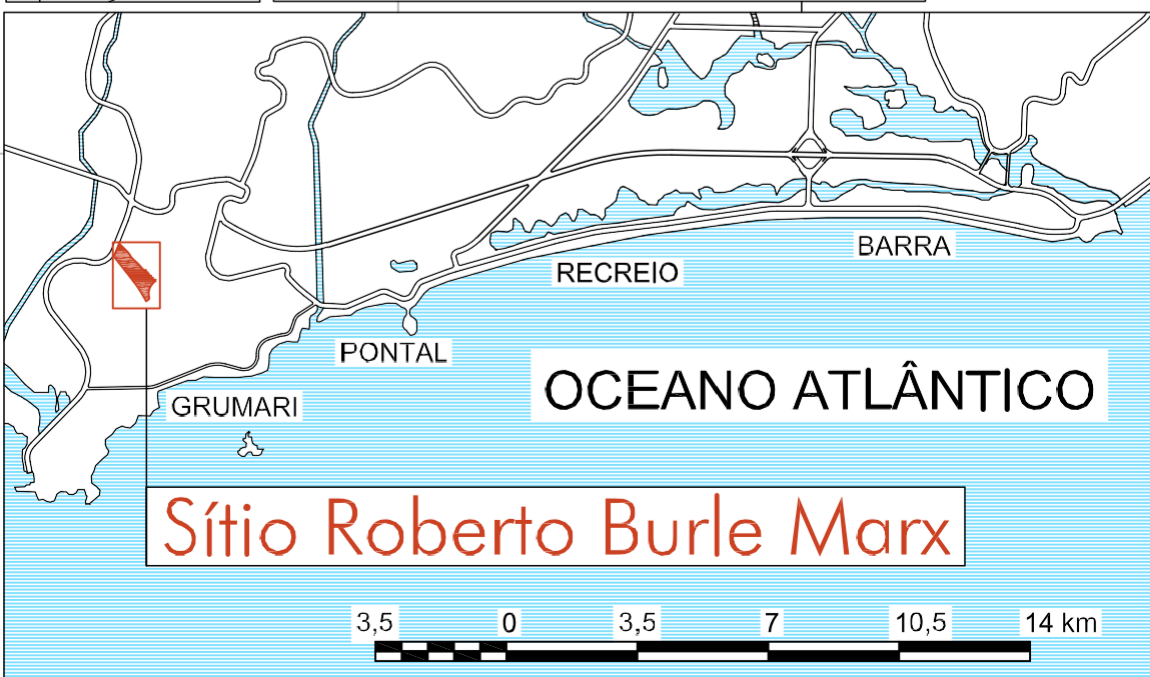 BARRA
RECREIO
PONTAL
OCEANO ATLÂNTICO
GRUMARI
Sítio Roberto Burle Marx
3,5 0 3,5 7 10,5 14 km